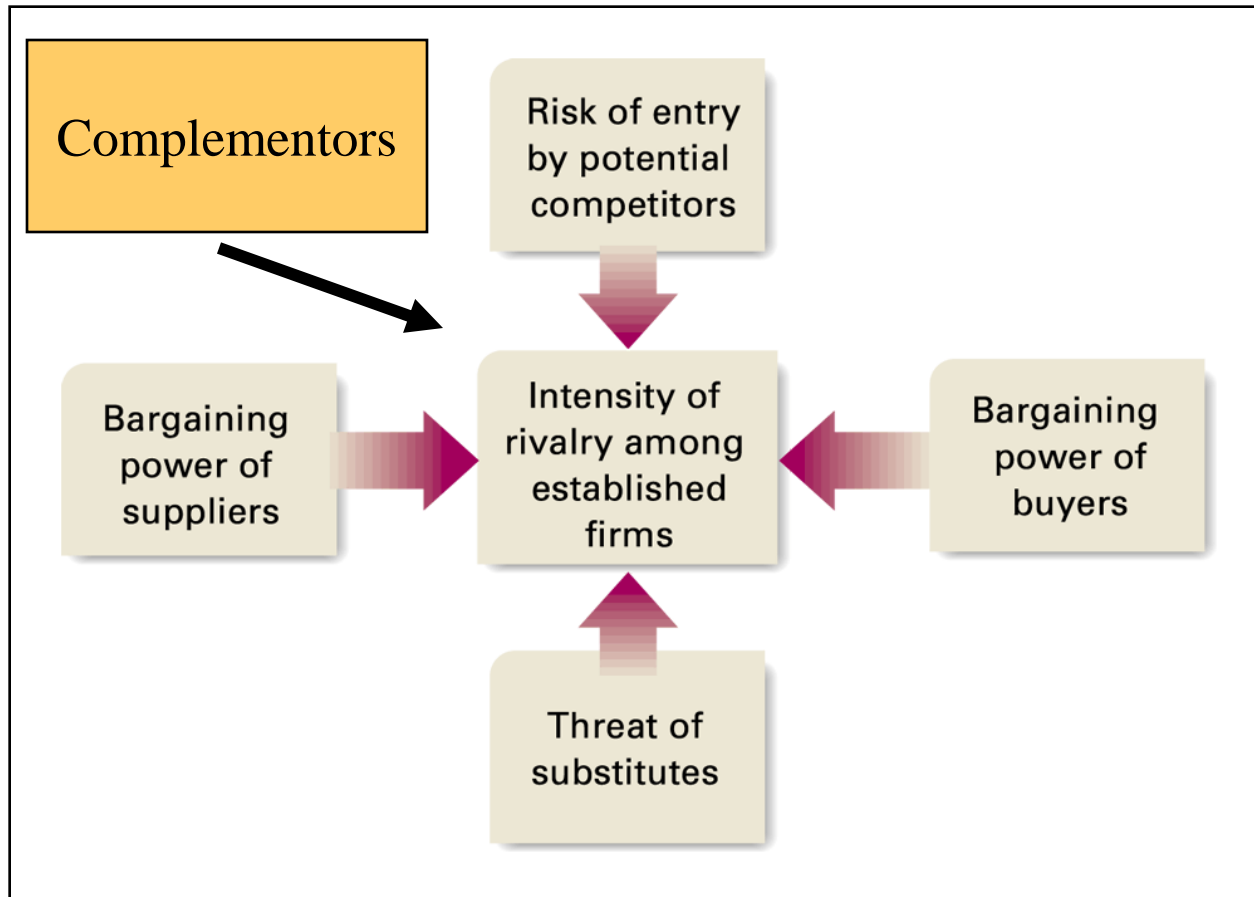 Complementors
Risk of entry
by potential
competitors
Bargaining
power of
suppliers
Intensity of
rivalry among
established
firms
Bargaining
power of
buyers
Threat of
substitutes